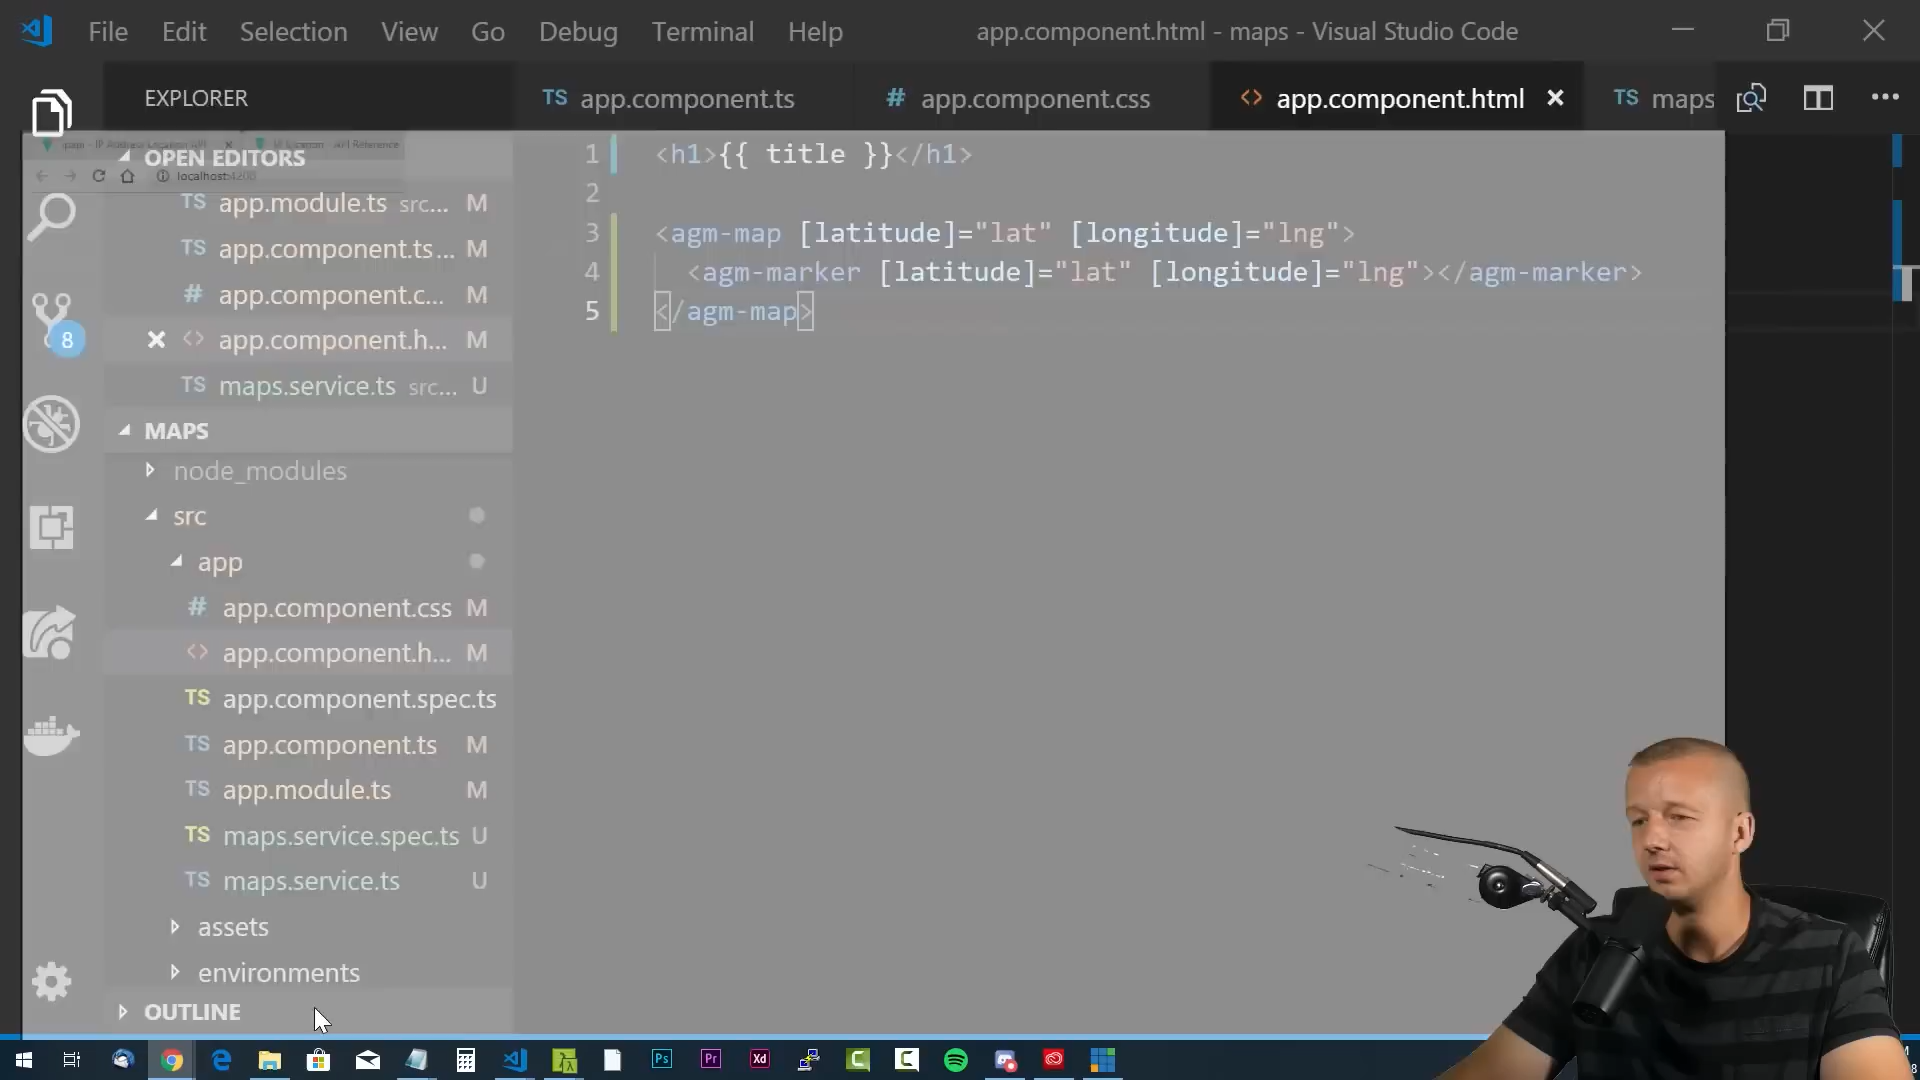 File Edit Selection View Go Debug Terminal Help app.component.html - maps - Visual Studio Code
EXPLORER
TS app.component.ts # app.component.css <> app.component.html TS maps
OPEN EDITORS
localhost:4200
TS app.module.ts src... M
TS app.component.ts... M
# app.component.c... M
<> app.component.h... M
TS maps.service.ts src... U
MAPS
node_modules
src
app
# app.component.css M
<> app.component.h... M
TS app.component.spec.ts
TS app.component.ts M
TS app.module.ts M
TS maps.service.spec.ts U
TS maps.service.ts U
assets
environments
OUTLINE
8
1 <h1>{{ title }}</h1>
2
3 <agm-map [latitude]="lat" [longitude]="lng">
4 <agm-marker [latitude]="lat" [longitude]="lng"></agm-marker>
5 </agm-map>
Ps Pr Xd